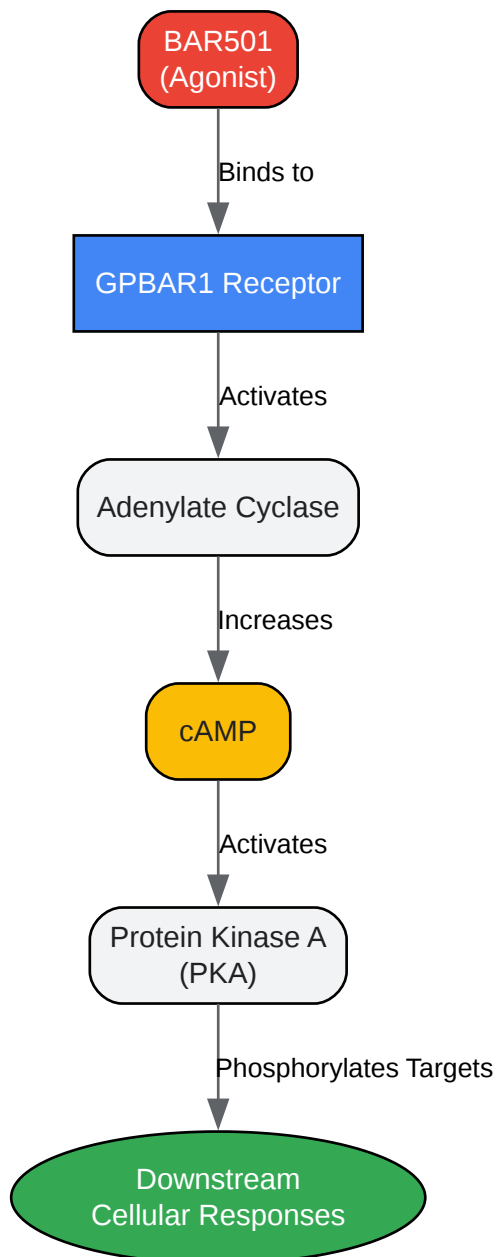 BAR501
(Agonist)
Binds to
GPBAR1 Receptor
Activates
Adenylate Cyclase
Increases
cAMP
Activates
Protein Kinase A
(PKA)
Phosphorylates Targets
Downstream
Cellular Responses